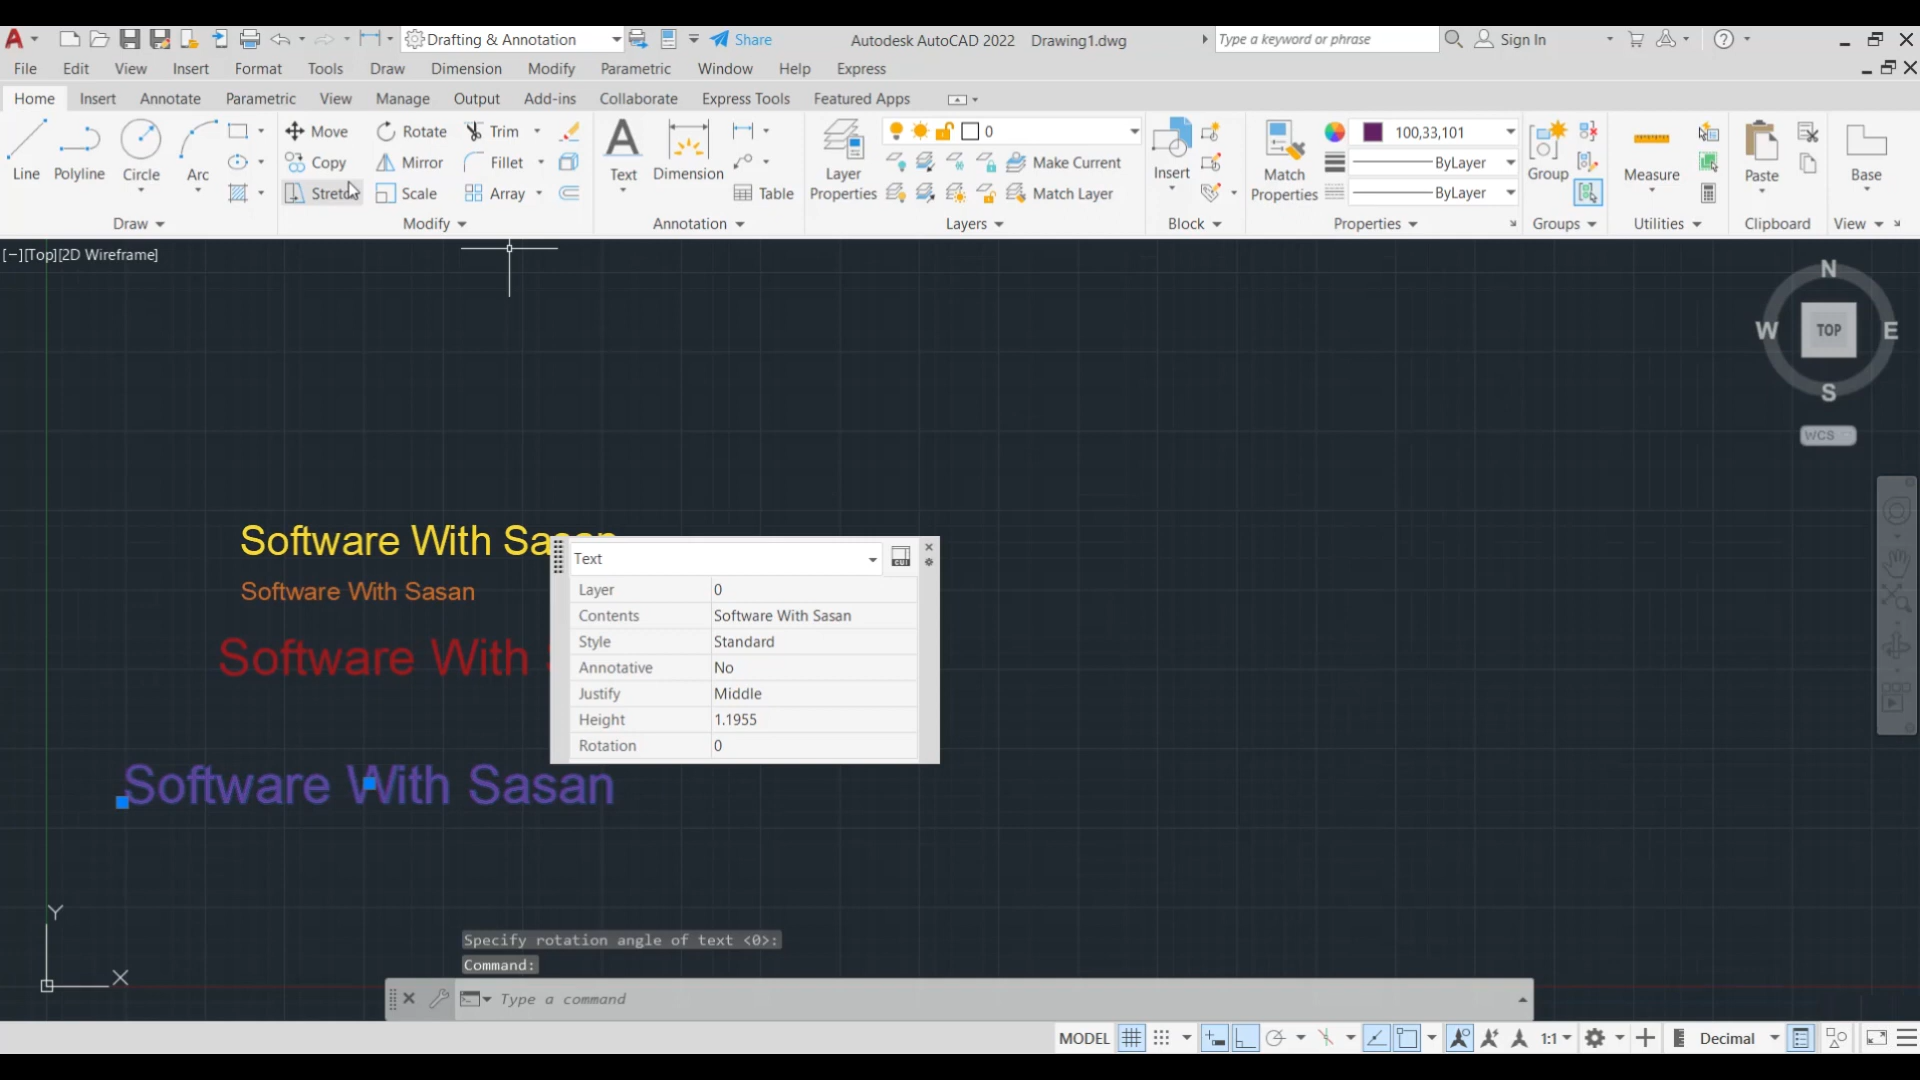 Drafting & Annotation Share Autodesk AutoCAD 2022 Drawing1.dwg Type a keyword or phrase Sign In
File Edit View Insert Format Tools Draw Dimension Modify Parametric Window Help Express
Home Insert Annotate Parametric View Manage Output Add-ins Collaborate Express Tools Featured Apps
Line Polyline Circle Arc
Draw
Move Rotate Trim
Copy Mirror Fillet
Stretch Scale Array
Modify
Text Dimension Table
Annotation
Layer Properties
0
Make Current
Match Layer
Layers
Insert
Block
Match Properties
100,33,101
ByLayer
ByLayer
Properties
Group
Groups
Measure
Utilities
Paste
Clipboard
Base
View
[−][Top][2D Wireframe]
N
W TOP E
S
WCS
Software With Sasan
Software With Sasan
Software With
Software With Sasan
Text
Layer 0
Contents Software With Sasan
Style Standard
Annotative No
Justify Middle
Height 1.1955
Rotation 0
Y
X
Specify rotation angle of text <0>:
Command:
Type a command
MODEL 1:1 Decimal